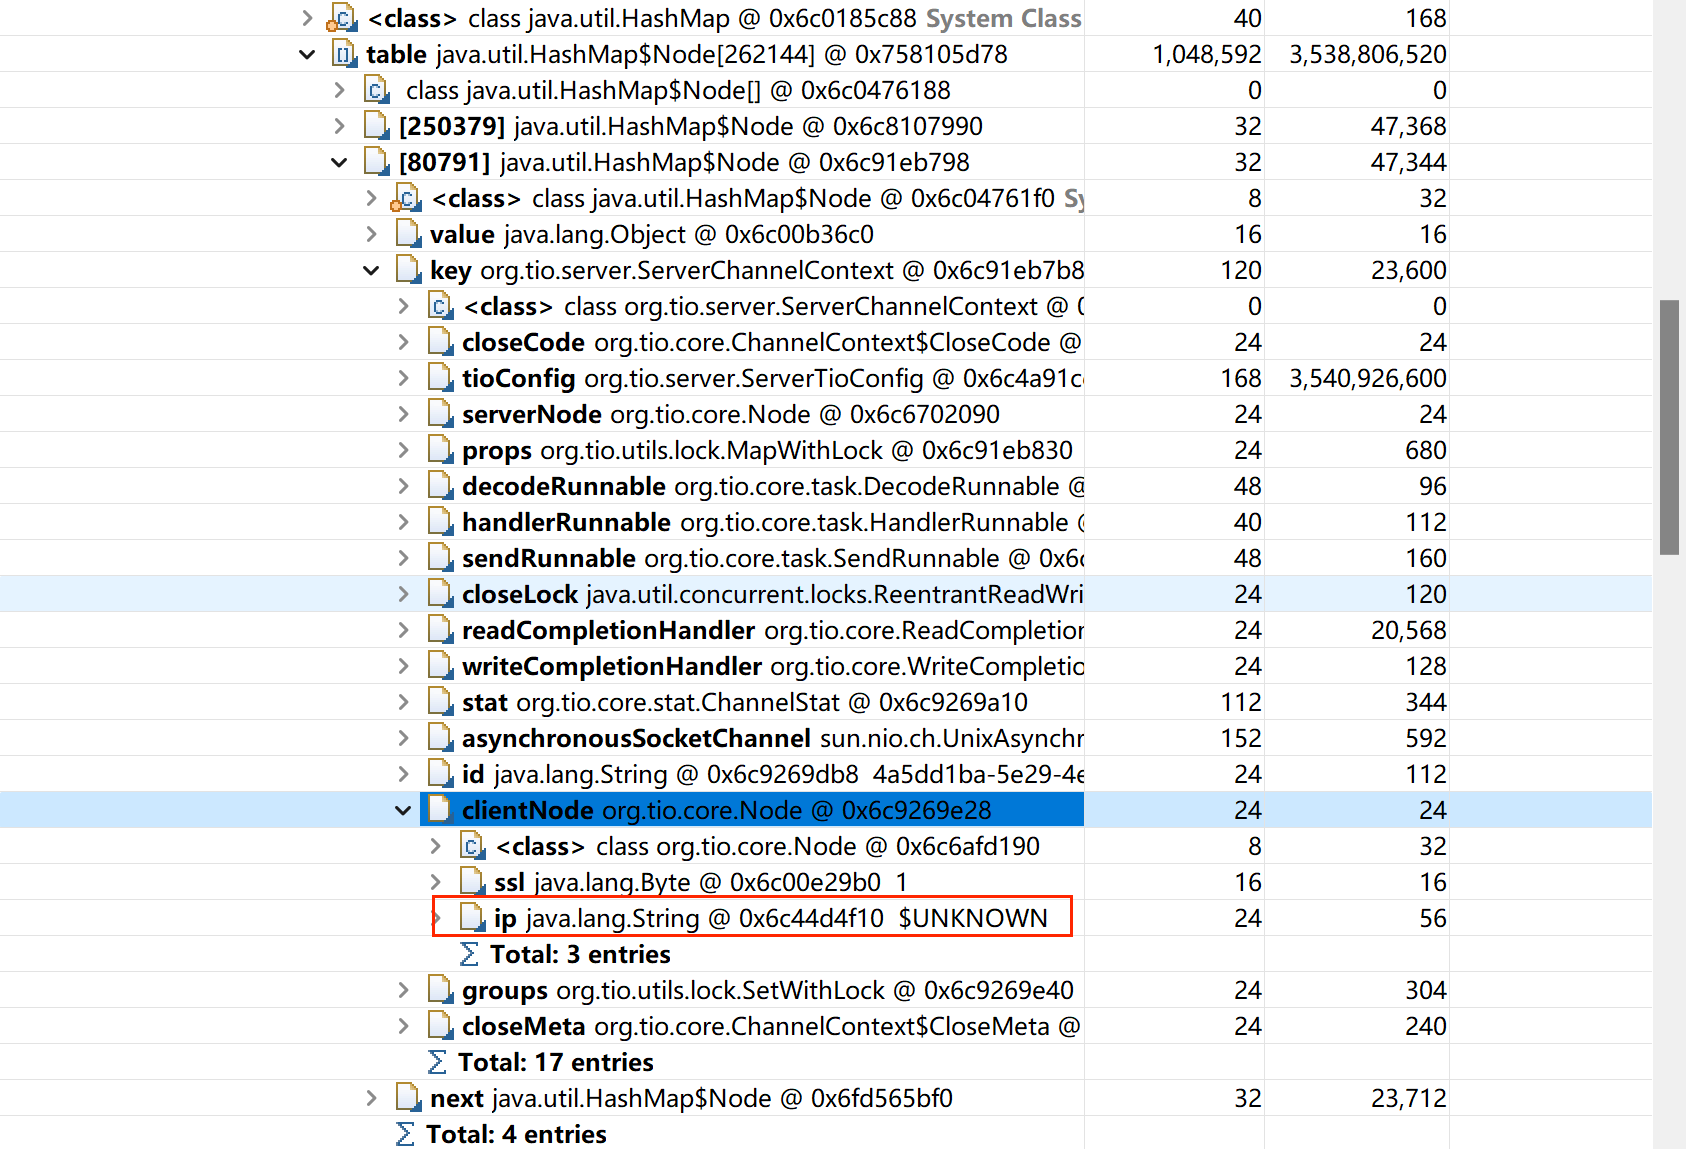 <class> class java.util.HashMap @ 0x6c0185c88 System Class 40 168
table java.util.HashMap$Node[262144] @ 0x758105d78 1,048,592 3,538,806,520
class java.util.HashMap$Node[] @ 0x6c0476188 0 0
[250379] java.util.HashMap$Node @ 0x6c8107990 32 47,368
[80791] java.util.HashMap$Node @ 0x6c91eb798 32 47,344
<class> class java.util.HashMap$Node @ 0x6c04761f0 Sy 8 32
value java.lang.Object @ 0x6c00b36c0 16 16
key org.tio.server.ServerChannelContext @ 0x6c91eb7b8 120 23,600
<class> class org.tio.server.ServerChannelContext @ 0 0 0
closeCode org.tio.core.ChannelContext$CloseCode @ 24 24
tioConfig org.tio.server.ServerTioConfig @ 0x6c4a91c 168 3,540,926,600
serverNode org.tio.core.Node @ 0x6c6702090 24 24
props org.tio.utils.lock.MapWithLock @ 0x6c91eb830 24 680
decodeRunnable org.tio.core.task.DecodeRunnable @ 48 96
handlerRunnable org.tio.core.task.HandlerRunnable @ 40 112
sendRunnable org.tio.core.task.SendRunnable @ 0x6c 48 160
closeLock java.util.concurrent.locks.ReentrantReadWri 24 120
readCompletionHandler org.tio.core.ReadCompletion 24 20,568
writeCompletionHandler org.tio.core.WriteCompletio 24 128
stat org.tio.core.stat.ChannelStat @ 0x6c9269a10 112 344
asynchronousSocketChannel sun.nio.ch.UnixAsynchr 152 592
id java.lang.String @ 0x6c9269db8 4a5dd1ba-5e29-4e 24 112
clientNode org.tio.core.Node @ 0x6c9269e28 24 24
<class> class org.tio.core.Node @ 0x6c6afd190 8 32
ssl java.lang.Byte @ 0x6c00e29b0 1 16 16
ip java.lang.String @ 0x6c44d4f10 $UNKNOWN 24 56
Total: 3 entries
groups org.tio.utils.lock.SetWithLock @ 0x6c9269e40 24 304
closeMeta org.tio.core.ChannelContext$CloseMeta @ 24 240
Total: 17 entries
next java.util.HashMap$Node @ 0x6fd565bf0 32 23,712
Total: 4 entries